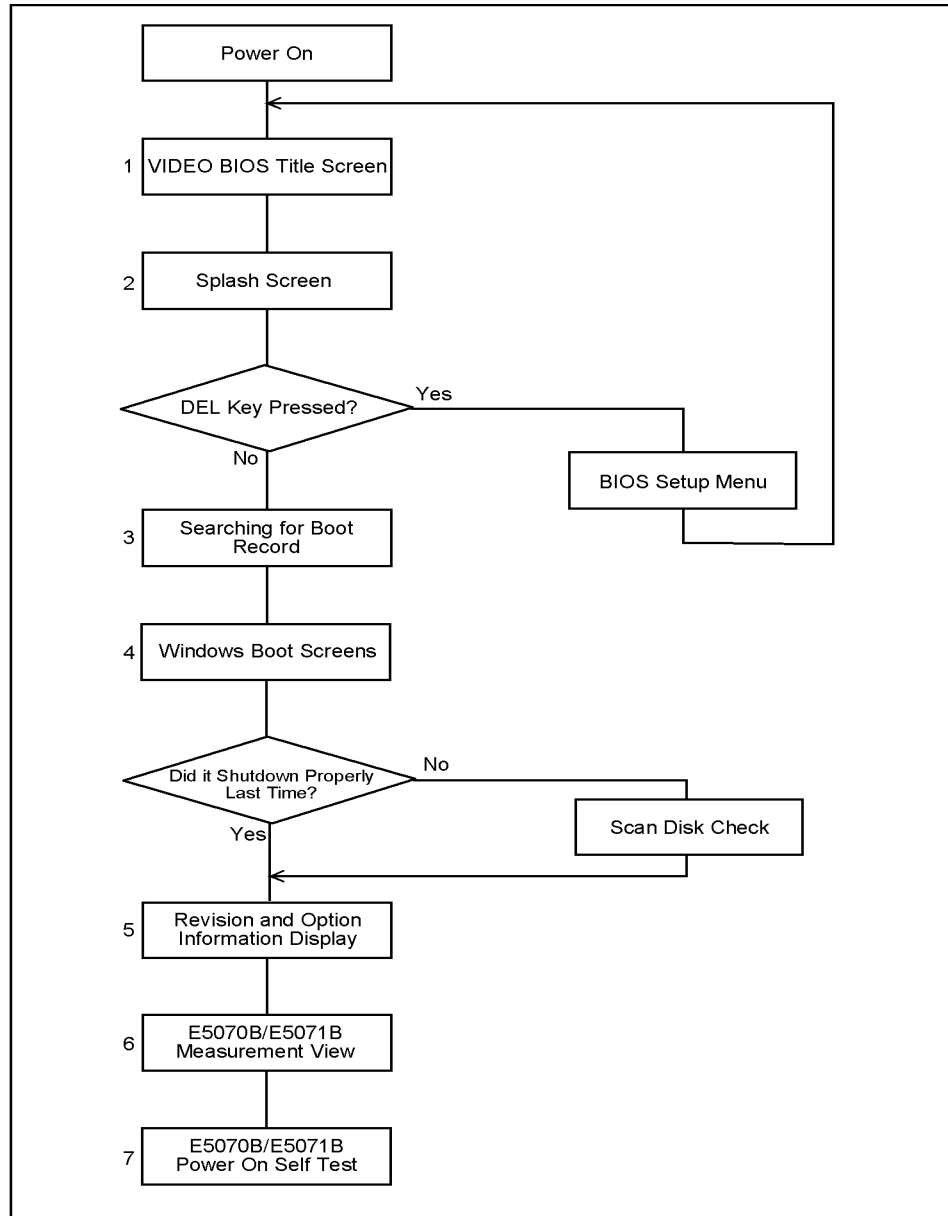 Power On
1 VIDEO BIOS Title Screen
2 Splash Screen
DEL Key Pressed?
Yes
No
BIOS Setup Menu
3 Searching for Boot
Record
4 Windows Boot Screens
Did it Shutdown Properly
Last Time?
No
Yes
Scan Disk Check
5 Revision and Option
Information Display
6 E5070B/E5071B
Measurement View
7 E5070B/E5071B
Power On Self Test